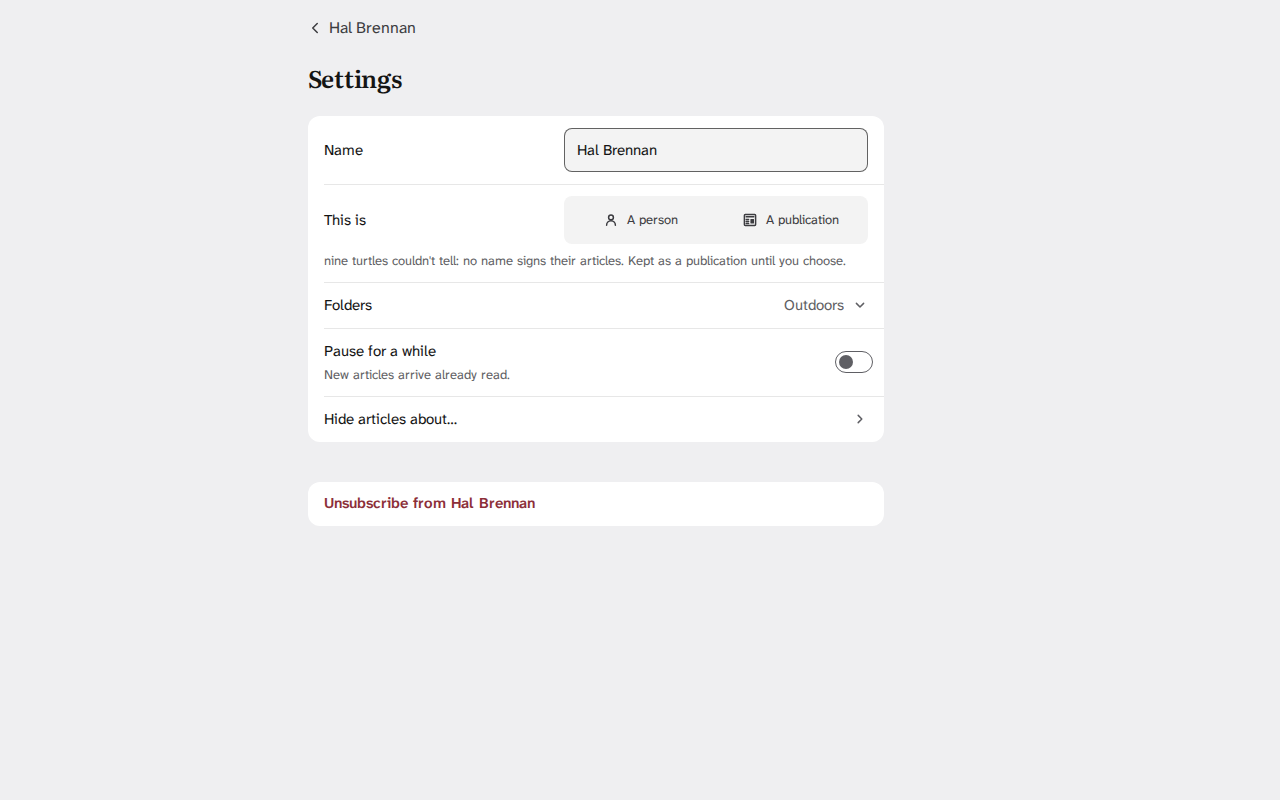 Hal Brennan
Settings
Name
Hal Brennan
This is
A person
A publication
nine turtles couldn't tell: no name signs their articles. Kept as a publication until you choose.
Folders
Outdoors
Pause for a while
New articles arrive already read.
Hide articles about...
Unsubscribe from Hal Brennan